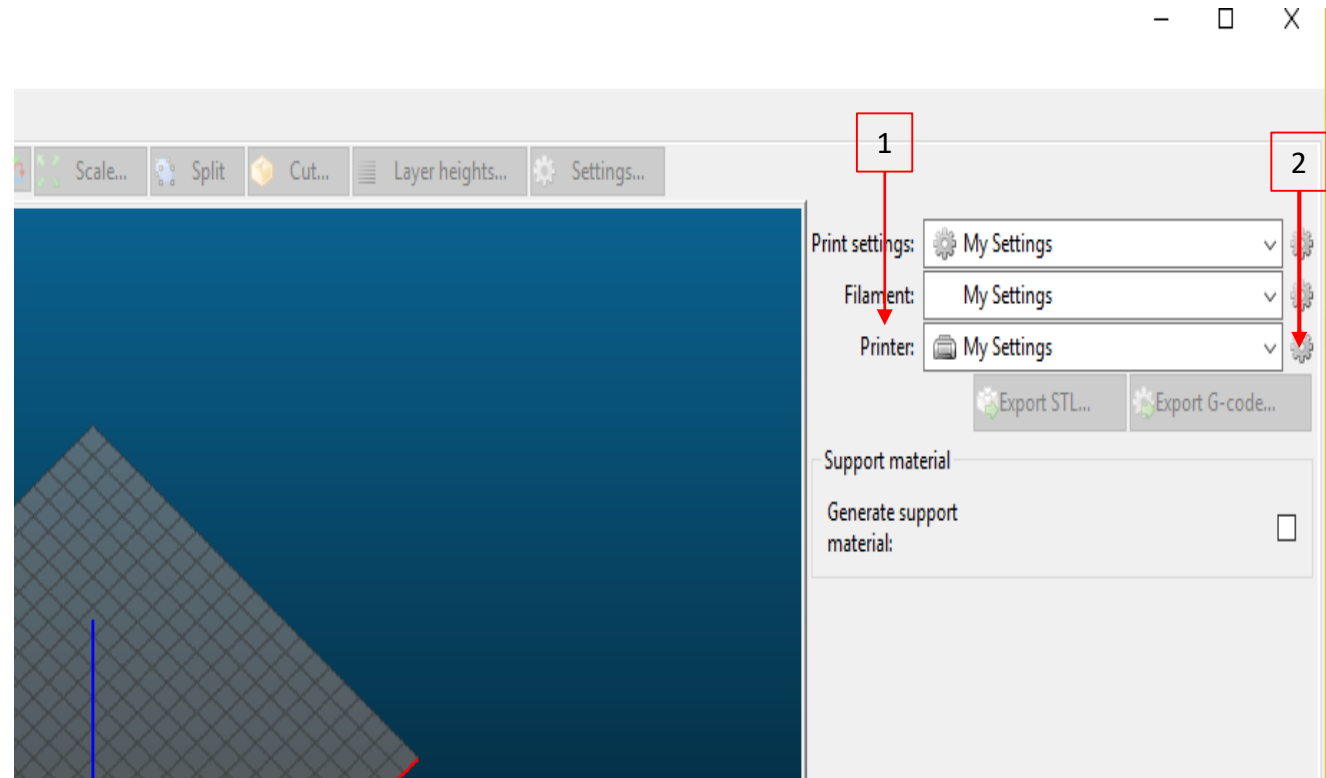 1
2
Scale... Split Cut... Layer heights... Settings...
Print settings: My Settings
Filament: My Settings
Printer: My Settings
Export STL... Export G-code...
Support material
Generate support
material: